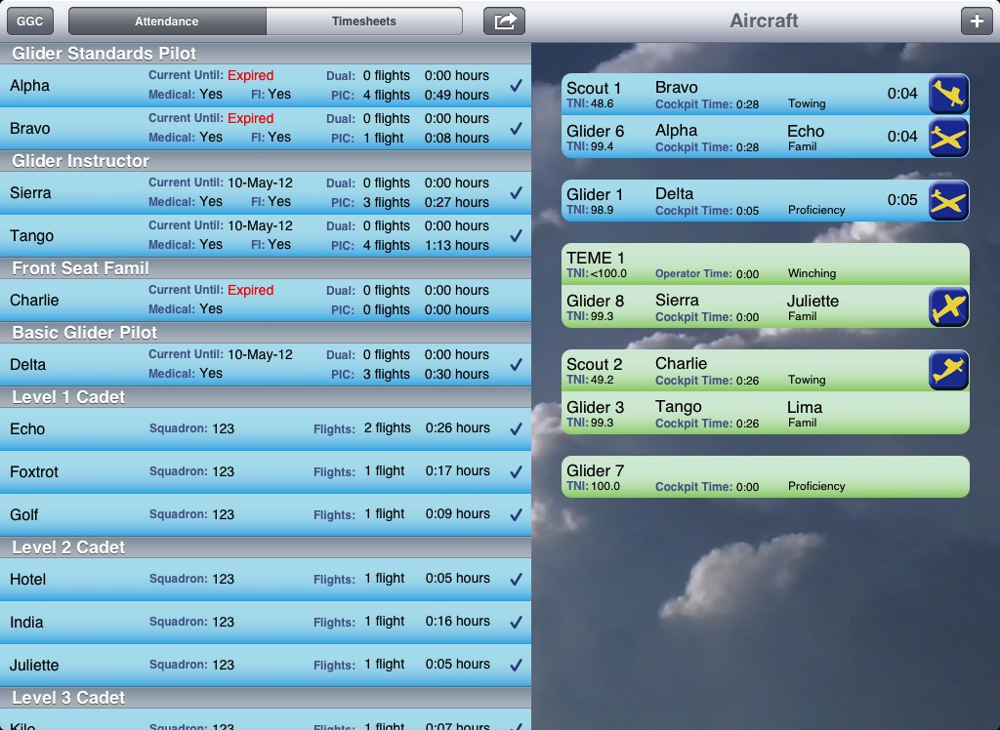 GGC Attendance Timesheets
Glider Standards Pilot
Alpha Current Until: Expired Dual: 0 flights 0:00 hours
Medical: Yes FI: Yes PIC: 4 flights 0:49 hours ✓
Bravo Current Until: Expired Dual: 0 flights 0:00 hours
Medical: Yes FI: Yes PIC: 1 flight 0:08 hours ✓
Glider Instructor
Sierra Current Until: 10-May-12 Dual: 0 flights 0:00 hours
Medical: Yes FI: Yes PIC: 3 flights 0:27 hours ✓
Tango Current Until: 10-May-12 Dual: 0 flights 0:00 hours
Medical: Yes FI: Yes PIC: 4 flights 1:13 hours ✓
Front Seat Famil
Charlie Current Until: Expired Dual: 0 flights 0:00 hours
Medical: Yes PIC: 0 flights 0:00 hours
Basic Glider Pilot
Delta Current Until: 10-May-12 Dual: 0 flights 0:00 hours
Medical: Yes PIC: 3 flights 0:30 hours ✓
Level 1 Cadet
Echo Squadron: 123 Flights: 2 flights 0:26 hours ✓
Foxtrot Squadron: 123 Flights: 1 flight 0:17 hours ✓
Golf Squadron: 123 Flights: 1 flight 0:09 hours ✓
Level 2 Cadet
Hotel Squadron: 123 Flights: 1 flight 0:05 hours ✓
India Squadron: 123 Flights: 1 flight 0:16 hours ✓
Juliette Squadron: 123 Flights: 1 flight 0:05 hours ✓
Level 3 Cadet
Kilo Squadron: 123 Flights: 1 flight 0:07 hours ✓
Aircraft +
Scout 1 Bravo 0:04
TNI: 48.6 Cockpit Time: 0:28 Towing
Glider 6 Alpha Echo 0:04
TNI: 99.4 Cockpit Time: 0:28 Famil
Glider 1 Delta 0:05
TNI: 98.9 Cockpit Time: 0:05 Proficiency
TEME 1
TNI: <100.0 Operator Time: 0:00 Winching
Glider 8 Sierra Juliette
TNI: 99.3 Cockpit Time: 0:00 Famil
Scout 2 Charlie
TNI: 49.2 Cockpit Time: 0:26 Towing
Glider 3 Tango Lima
TNI: 99.3 Cockpit Time: 0:26 Famil
Glider 7
TNI: 100.0 Cockpit Time: 0:00 Proficiency